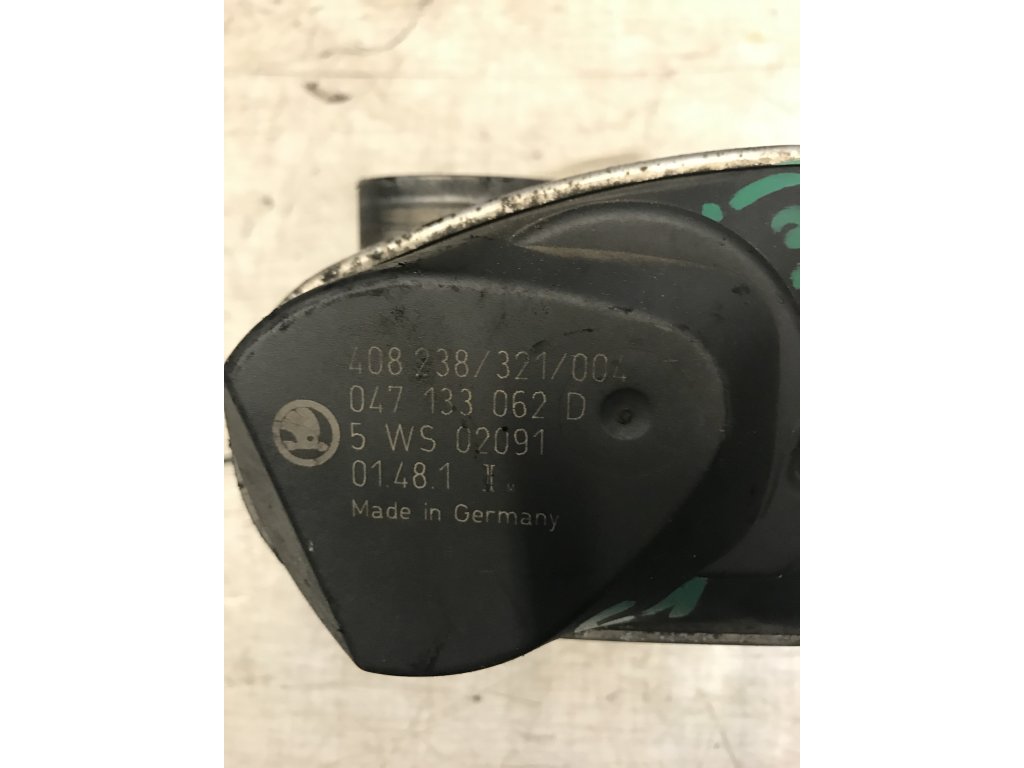 408 238/321/004
047 133 062 D
5 WS 02091
01.48.1
Made in Germany